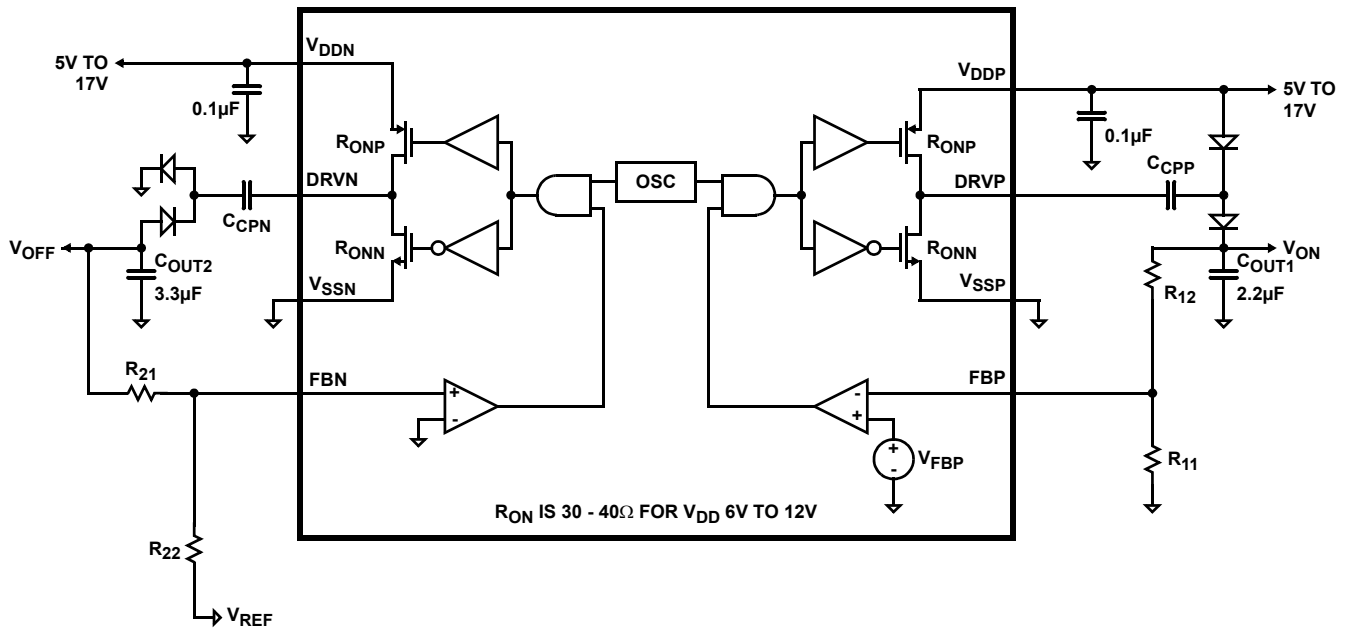 VDDN
5V TO
17V
0.1µF
RONP
DRVN
CCPN
RONN
VOFF
COUT2
3.3µF
VSSN
R21
FBN
+
-
R22
VREF
OSC
VDDP
5V TO
17V
0.1µF
RONP
CCPP
DRVP
RONN
VON
COUT1
2.2µF
VSSP
R12
FBP
-
+
+
-
VFBP
R11
RON IS 30 - 40Ω FOR VDD 6V TO 12V